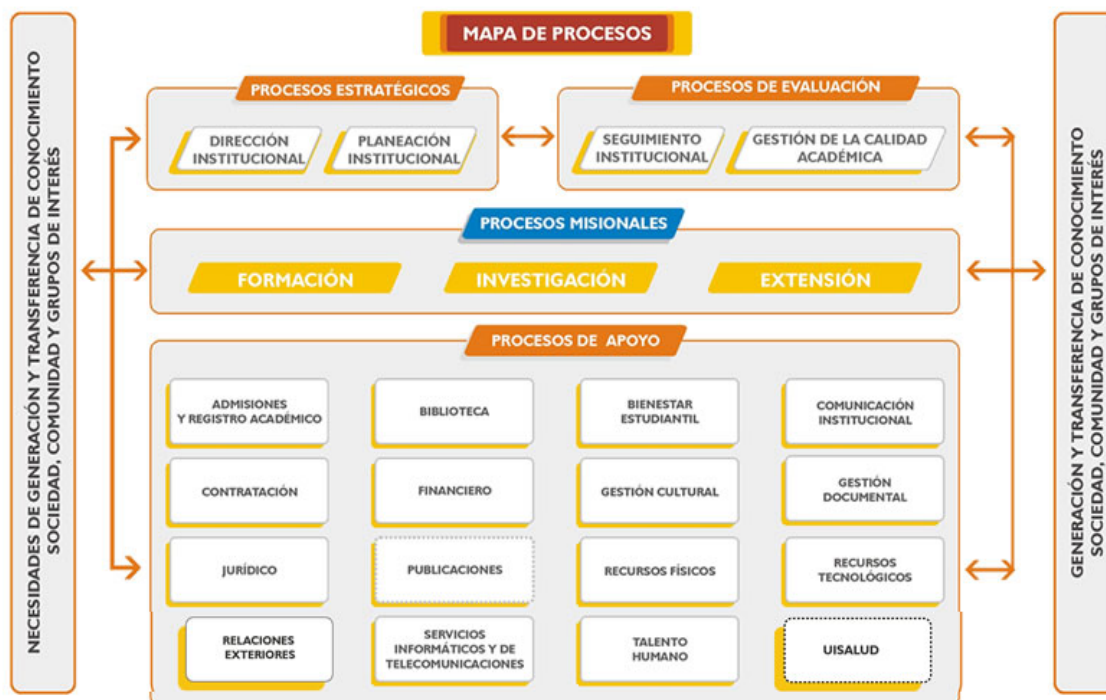 MAPA DE PROCESOS
NECESIDADES DE GENERACIÓN Y TRANSFERENCIA DE CONOCIMIENTO
SOCIEDAD, COMUNIDAD Y GRUPOS DE INTERÉS
PROCESOS ESTRATÉGICOS
DIRECCIÓN
INSTITUCIONAL
PLANEACIÓN
INSTITUCIONAL
PROCESOS DE EVALUACIÓN
SEGUIMIENTO
INSTITUCIONAL
GESTIÓN DE LA CALIDAD
ACADÉMICA
PROCESOS MISIONALES
FORMACIÓN
INVESTIGACIÓN
EXTENSIÓN
PROCESOS DE APOYO
ADMISIONES
Y REGISTRO ACADÉMICO
BIBLIOTECA
BIENESTAR
ESTUDIANTIL
COMUNICACIÓN
INSTITUCIONAL
CONTRATACIÓN
FINANCIERO
GESTIÓN CULTURAL
GESTIÓN
DOCUMENTAL
JURÍDICO
PUBLICACIONES
RECURSOS FÍSICOS
RECURSOS
TECNOLÓGICOS
RELACIONES
EXTERIORES
SERVICIOS
INFORMÁTICOS Y DE
TELECOMUNICACIONES
TALENTO
HUMANO
UISALUD
GENERACIÓN Y TRANSFERENCIA DE CONOCIMIENTO
SOCIEDAD, COMUNIDAD Y GRUPOS DE INTERÉS